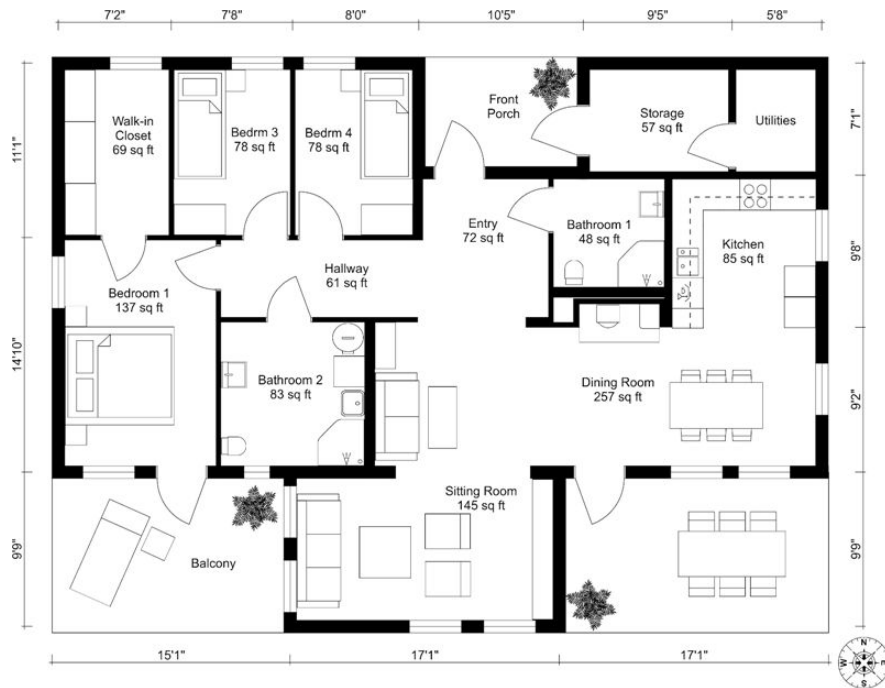 7'2"
7'8"
8'0"
10'5"
9'5"
5'8"
11'1"
14'10"
9'9"
7'1"
9'8"
9'2"
9'9"
Walk-in
Closet
69 sq ft
Bedrm 3
78 sq ft
Bedrm 4
78 sq ft
Front
Porch
Storage
57 sq ft
Utilities
Entry
72 sq ft
Bathroom 1
48 sq ft
Kitchen
85 sq ft
Hallway
61 sq ft
Bedroom 1
137 sq ft
Bathroom 2
83 sq ft
Dining Room
257 sq ft
Sitting Room
145 sq ft
Balcony
15'1"
17'1"
17'1"
N
W
E
S